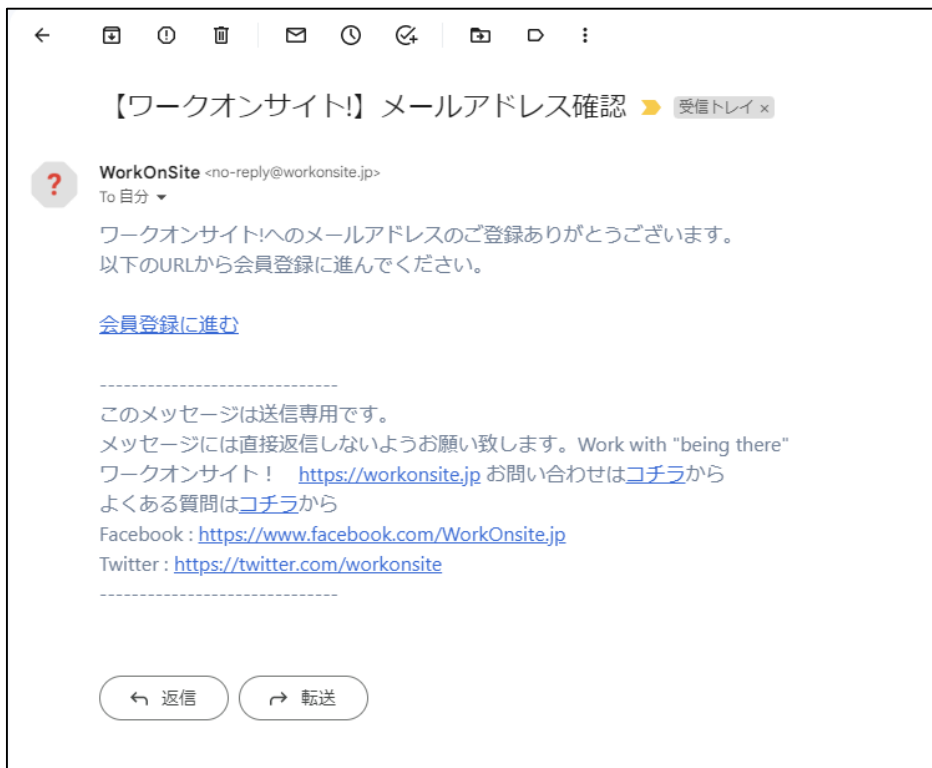 【ワークオンサイト!】メールアドレス確認 受信トレイ ×
?
WorkOnSite <no-reply@workonsite.jp>
To 自分
ワークオンサイト!へのメールアドレスのご登録ありがとうございます。
以下のURLから会員登録に進んでください。
会員登録に進む
------------------------------
このメッセージは送信専用です。
メッセージには直接返信しないようお願い致します。Work with "being there"
ワークオンサイト！　https://workonsite.jp お問い合わせはコチラから
よくある質問はコチラから
Facebook : https://www.facebook.com/WorkOnsite.jp
Twitter : https://twitter.com/workonsite
------------------------------
返信 転送